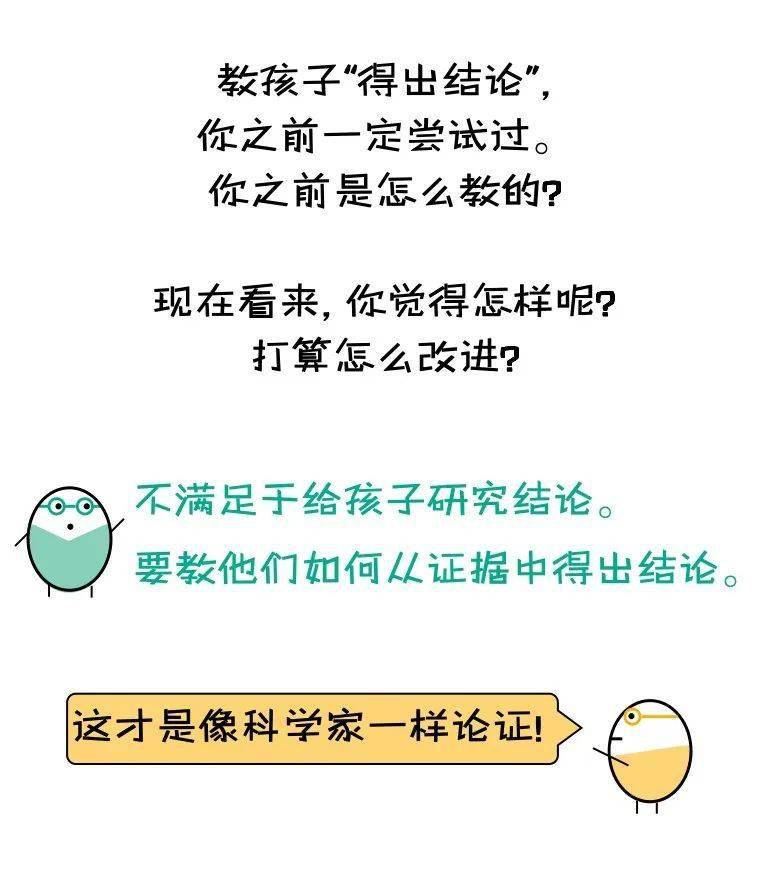 教孩子“得出结论”,
你之前一定尝试过。
你之前是怎么教的?
现在看来, 你觉得怎样呢?
打算怎么改进?
不满足于给孩子研究结论。
要教他们如何从证据中得出结论。
这才是像科学家一样论证!